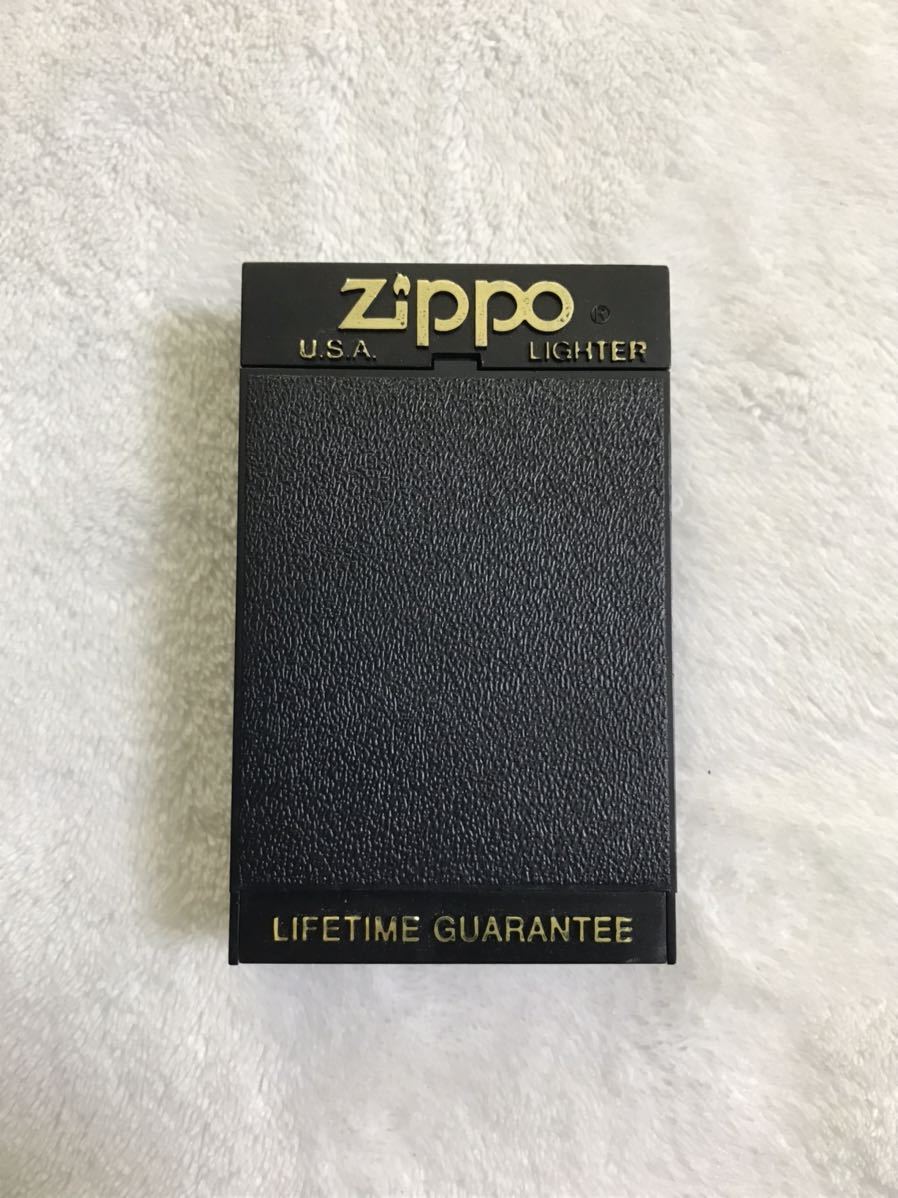 Zippo ®
U.S.A. LIGHTER
LIFETIME GUARANTEE